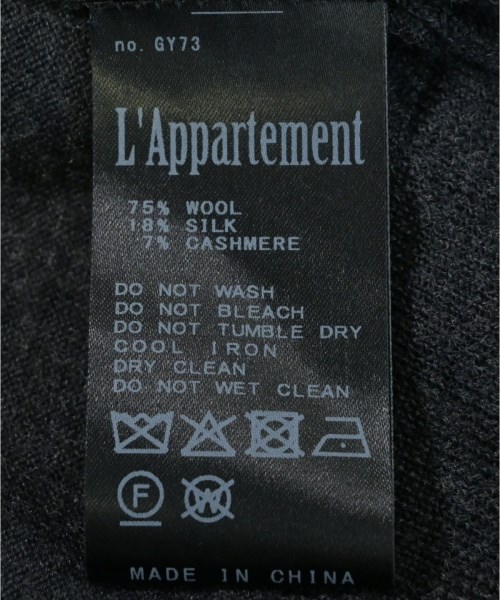 no. GY73
L'Appartement
75% WOOL
18% SILK
7% CASHMERE
DO NOT WASH
DO NOT BLEACH
DO NOT TUMBLE DRY
COOL IRON
DRY CLEAN
DO NOT WET CLEAN
F W
MADE IN CHINA